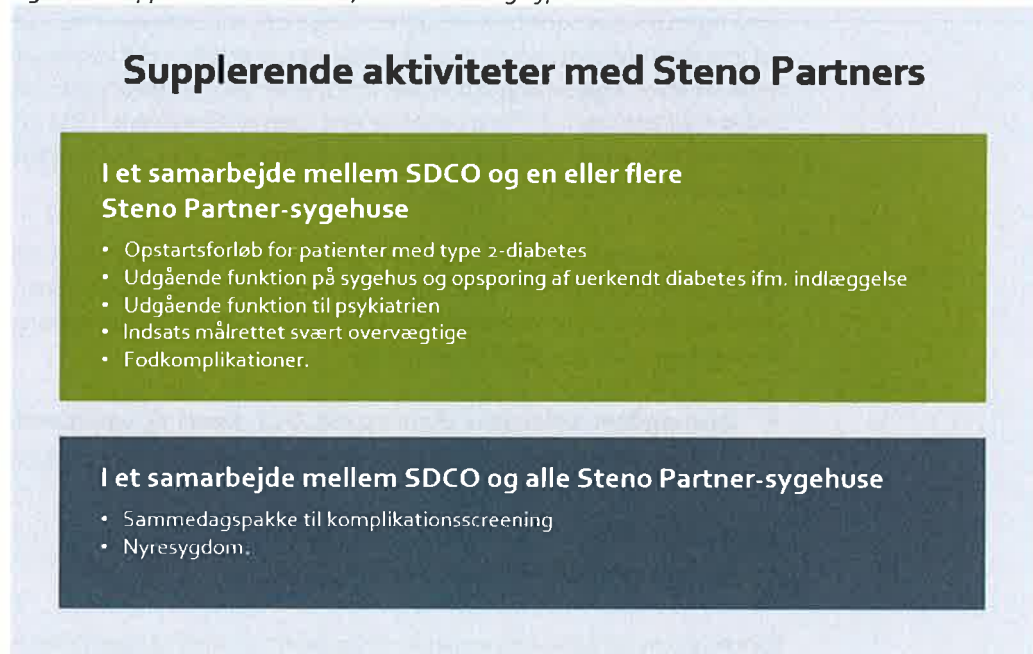 Supplerende aktiviteter med Steno Partners
I et samarbejde mellem SDCO og en eller flere
Steno Partner-sygehuse
• Opstartsforløb for patienter med type 2-diabetes
• Udgående funktion på sygehus og opsporing af uerkendt diabetes ifm. indlæggelse
• Udgående funktion til psykiatrien
• Indsats målrettet svært overvægtige
• Fodkomplikationer.
I et samarbejde mellem SDCO og alle Steno Partner-sygehuse
• Sammedagspakke til komplikationsscreening
• Nyresygdom.